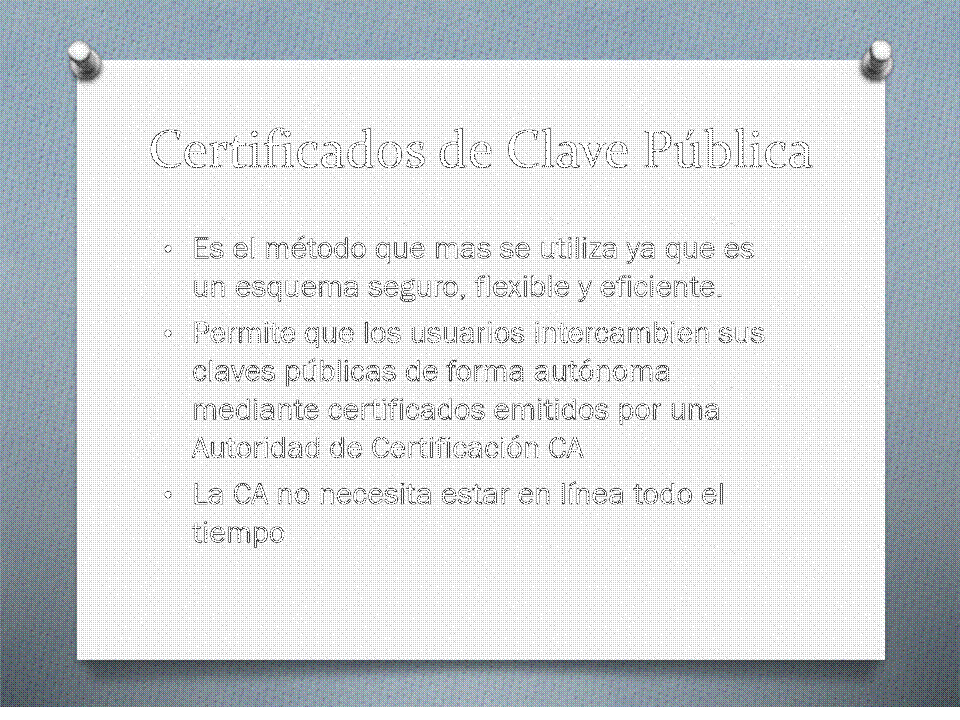 Certificados de Clave Pública
• Es el método que mas se utiliza ya que es
un esquema seguro, flexible y eficiente.
• Permite que los usuarios intercambien sus
claves públicas de forma autónoma
mediante certificados emitidos por una
Autoridad de Certificación CA
• La CA no necesita estar en línea todo el
tiempo